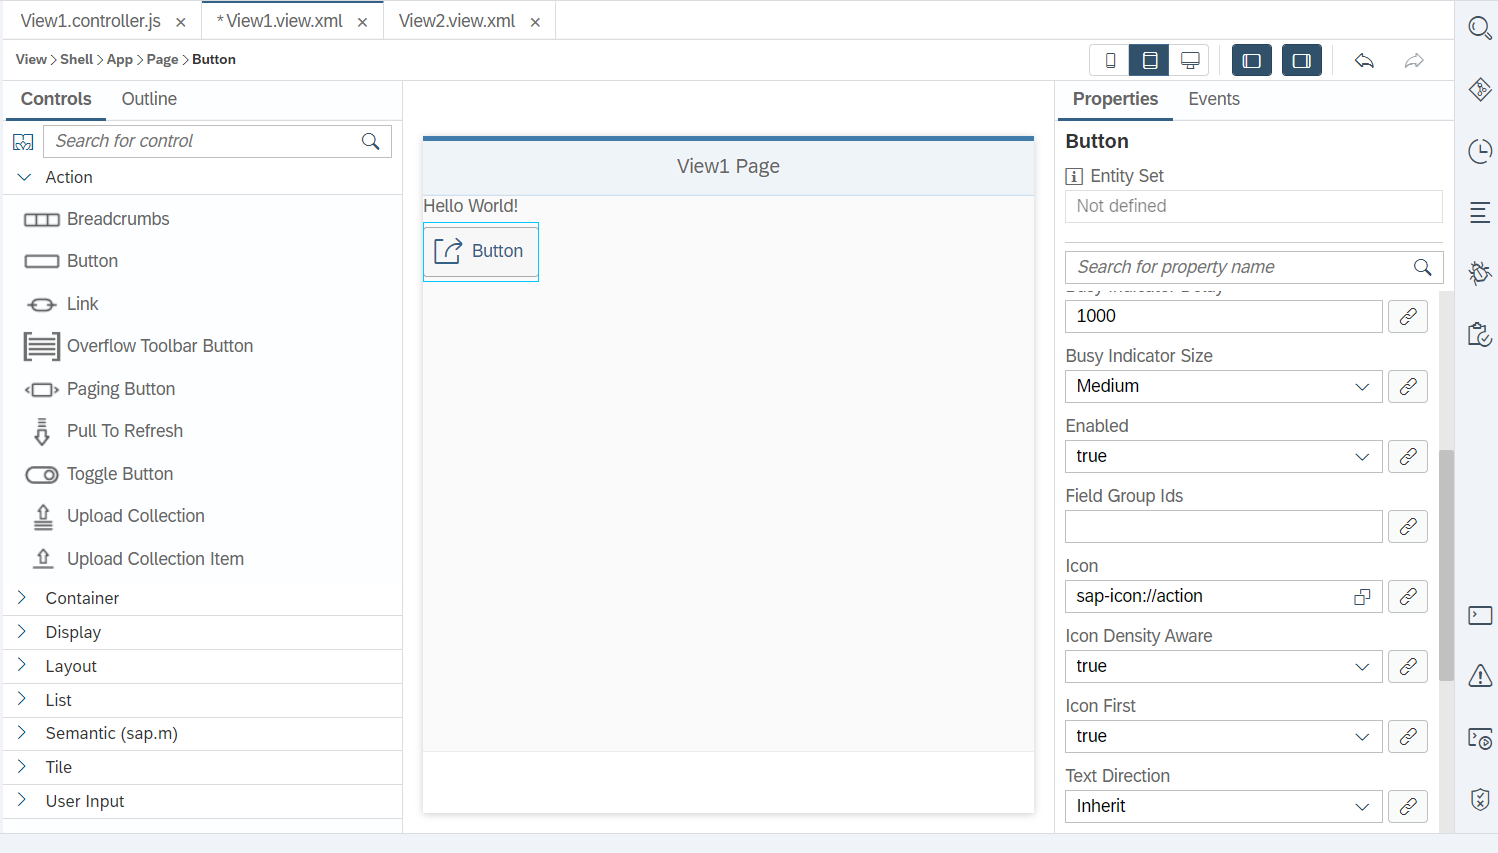 View1.controller.js
*View1.view.xml
View2.view.xml
View > Shell > App > Page > Button
Controls
Outline
Search for control
Action
Breadcrumbs
Button
Link
Overflow Toolbar Button
Paging Button
Pull To Refresh
Toggle Button
Upload Collection
Upload Collection Item
Container
Display
Layout
List
Semantic (sap.m)
Tile
User Input
View1 Page
Hello World!
Button
Properties
Events
Button
Entity Set
Not defined
Search for property name
Busy Indicator Delay
1000
Busy Indicator Size
Medium
Enabled
true
Field Group Ids
Icon
sap-icon://action
Icon Density Aware
true
Icon First
true
Text Direction
Inherit